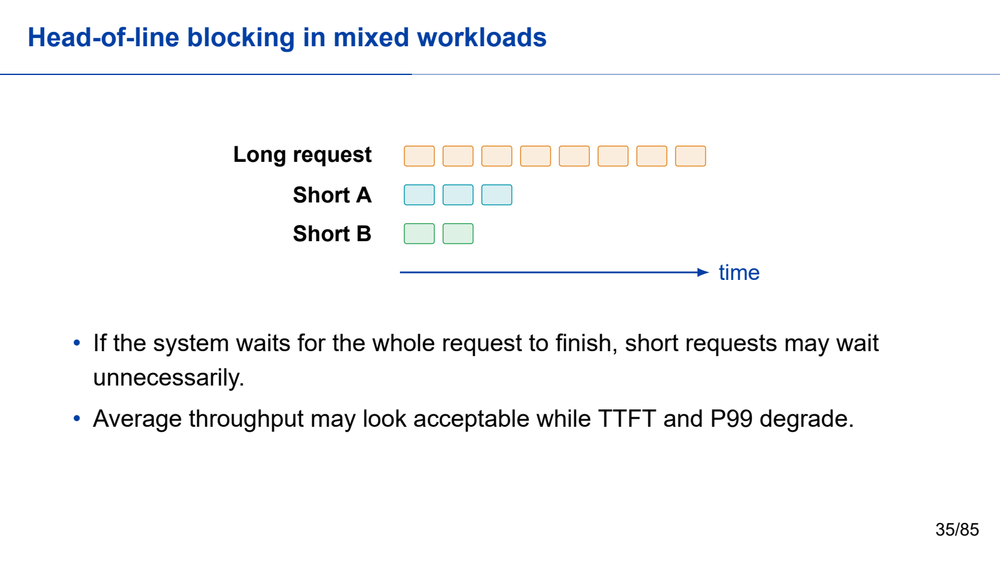 Head-of-line blocking in mixed workloads
Long request
Short A
Short B
time
• If the system waits for the whole request to finish, short requests may wait
unnecessarily.
• Average throughput may look acceptable while TTFT and P99 degrade.
35/85